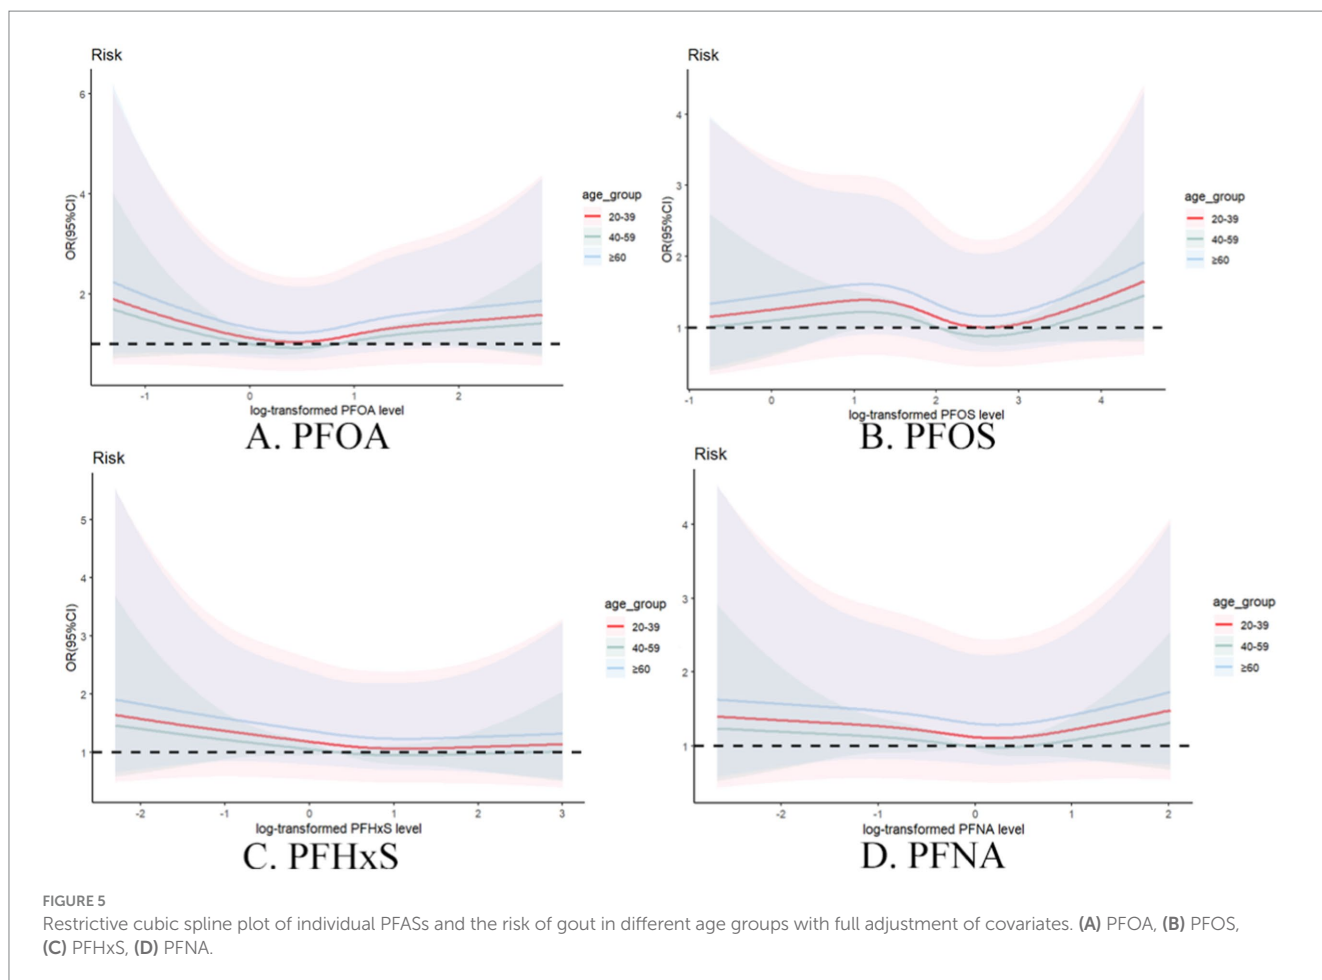 Risk
6
4
2
OR(95%CI)
-1
0
1
2
log-transformed PFOA level
age_group
20-39
40-59
≥60
A. PFOA
Risk
4
3
2
1
OR(95%CI)
-1
0
1
2
3
4
log-transformed PFOS level
age_group
20-39
40-59
≥60
B. PFOS
Risk
5
4
3
2
1
OR(95%CI)
-2
-1
0
1
2
3
log-transformed PFHxS level
age_group
20-39
40-59
≥60
C. PFHxS
Risk
4
3
2
1
-2
-1
0
1
2
log-transformed PFNA level
age_group
20-39
40-59
≥60
D. PFNA
FIGURE 5
Restrictive cubic spline plot of individual PFASs and the risk of gout in different age groups with full adjustment of covariates. (A) PFOA, (B) PFOS,
(C) PFHxS, (D) PFNA.